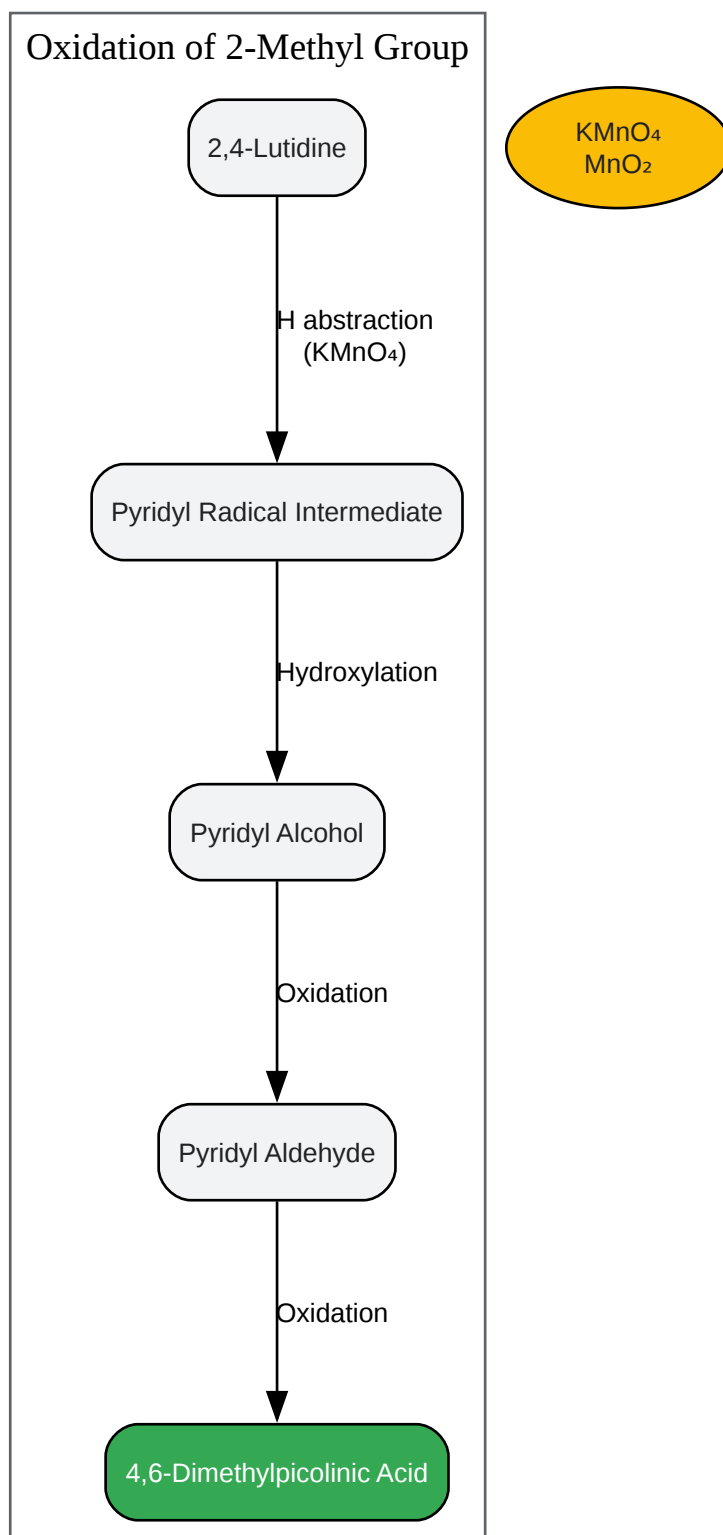 Oxidation of 2-Methyl Group
2,4-Lutidine
KMnO₄
MnO₂
H abstraction
(KMnO₄)
Pyridyl Radical Intermediate
Hydroxylation
Pyridyl Alcohol
Oxidation
Pyridyl Aldehyde
Oxidation
4,6-Dimethylpicolinic Acid